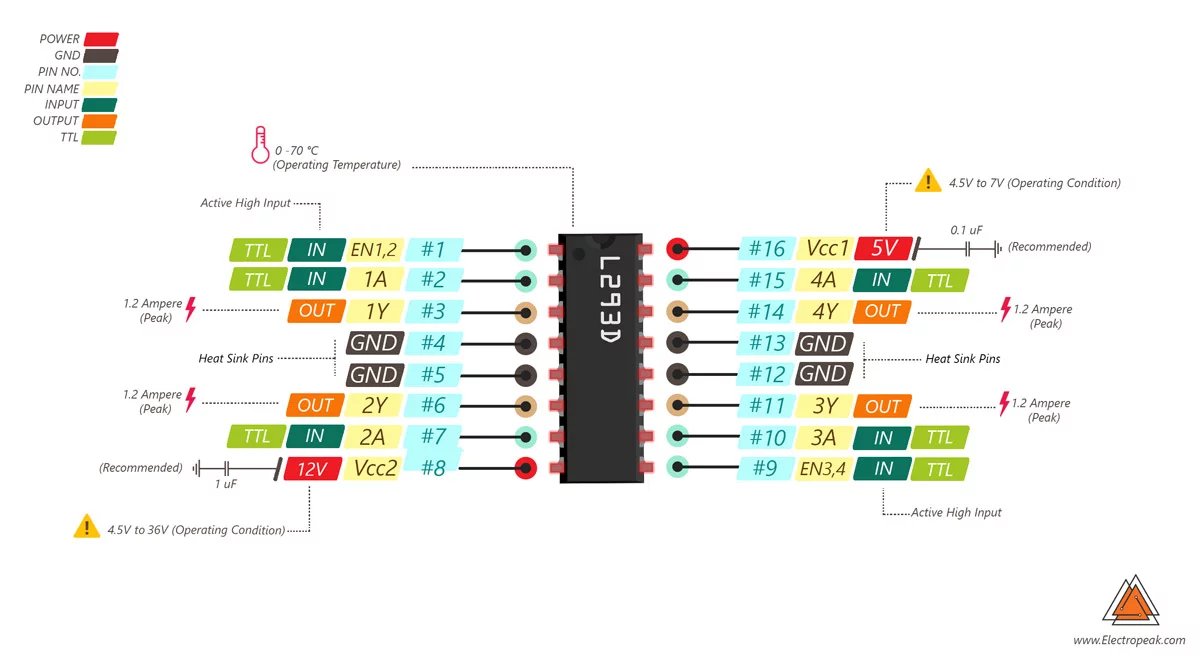 POWER
GND
PIN NO.
PIN NAME
INPUT
OUTPUT
TTL
0 -70 °C
(Operating Temperature)
4.5V to 7V (Operating Condition)
Active High Input
0.1 uF
TTL IN EN1,2 #1
#16 Vcc1 5V (Recommended)
TTL IN 1A #2
#15 4A IN TTL
1.2 Ampere
(Peak)
OUT 1Y #3
#14 4Y OUT
1.2 Ampere
(Peak)
GND #4
#13 GND
Heat Sink Pins
Heat Sink Pins
GND #5
#12 GND
1.2 Ampere
(Peak)
OUT 2Y #6
#11 3Y OUT
1.2 Ampere
(Peak)
TTL IN 2A #7
#10 3A IN TTL
(Recommended) 12V Vcc2 #8
#9 EN3,4 IN TTL
1 uF
L293D
Active High Input
4.5V to 36V (Operating Condition)
www.Electropeak.com